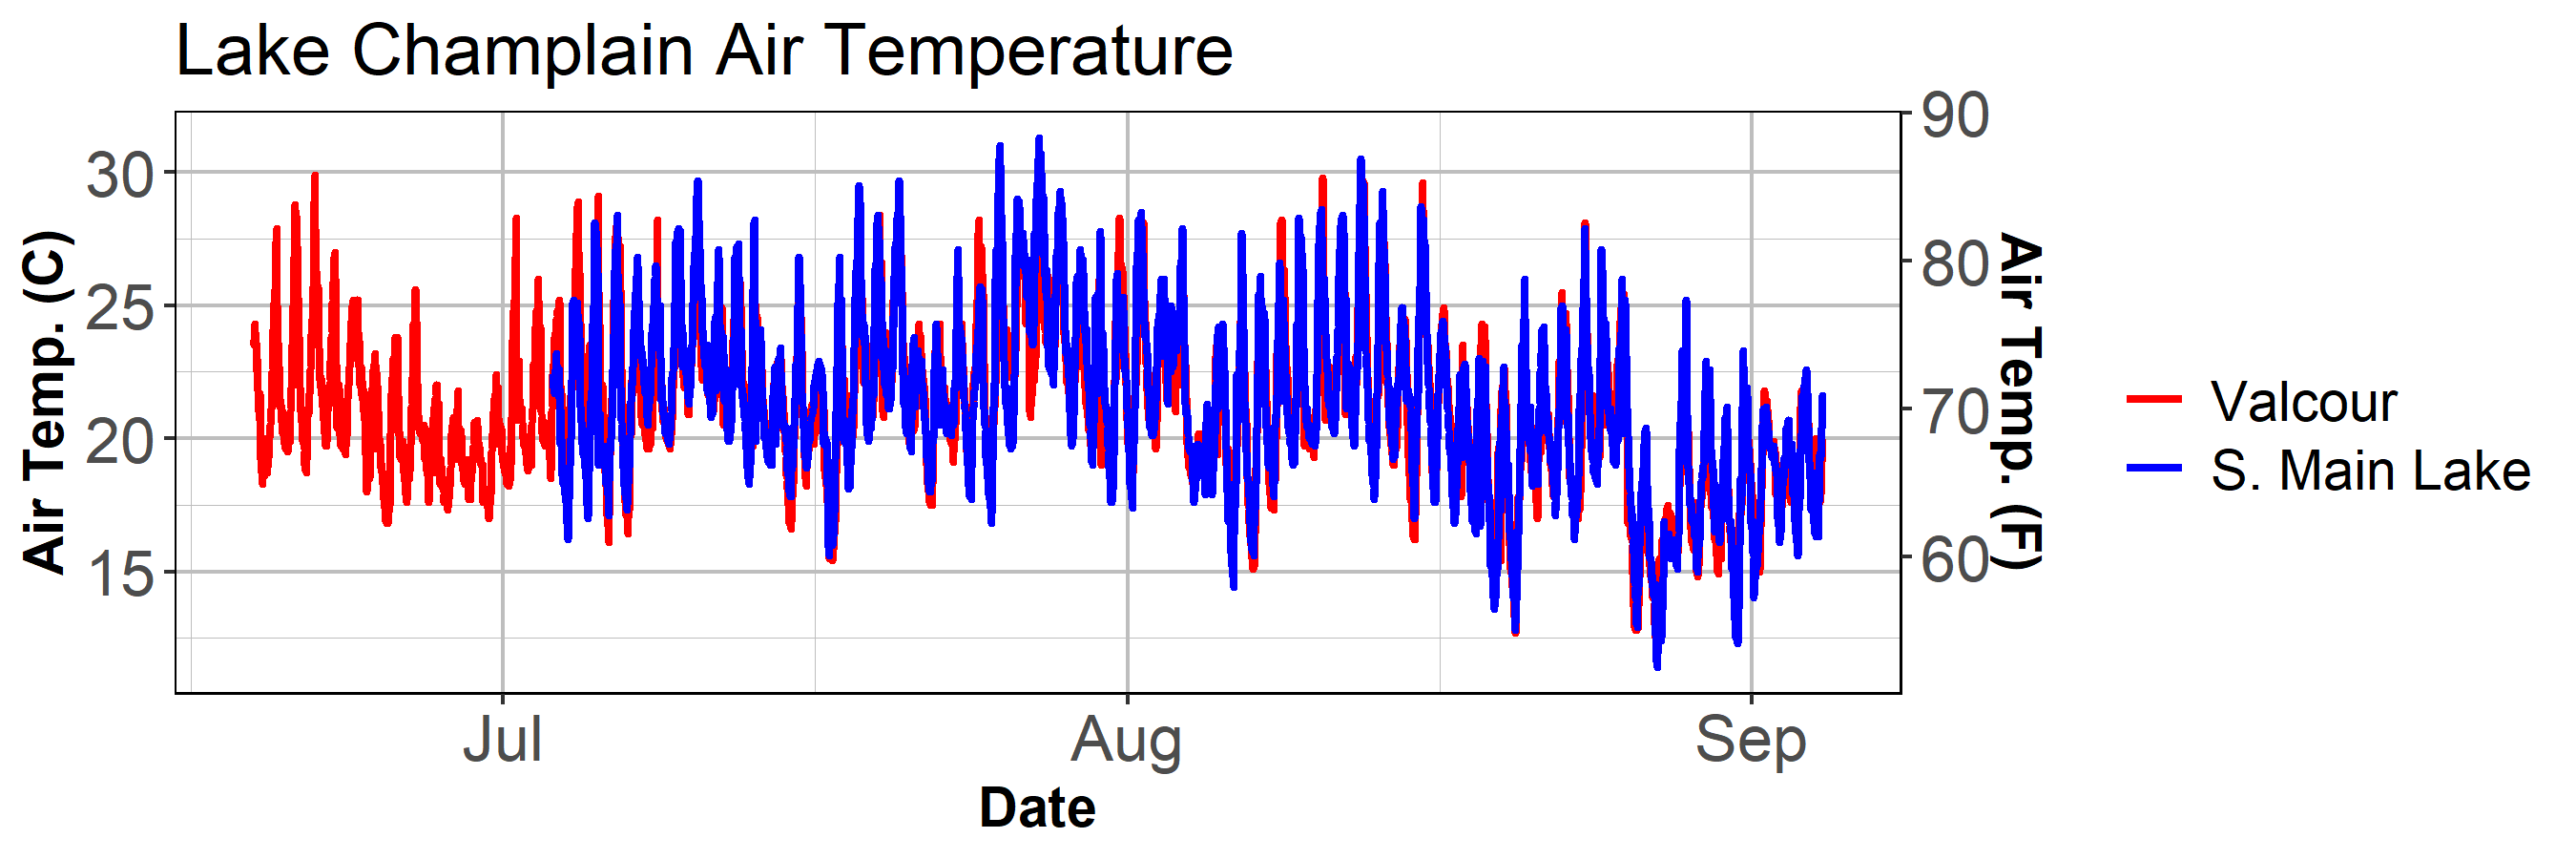 Lake Champlain Air Temperature
Air Temp. (C)
30
25
20
15
90
80
70
60
Air Temp. (F)
Jul
Aug
Sep
Date
Valcour
S. Main Lake